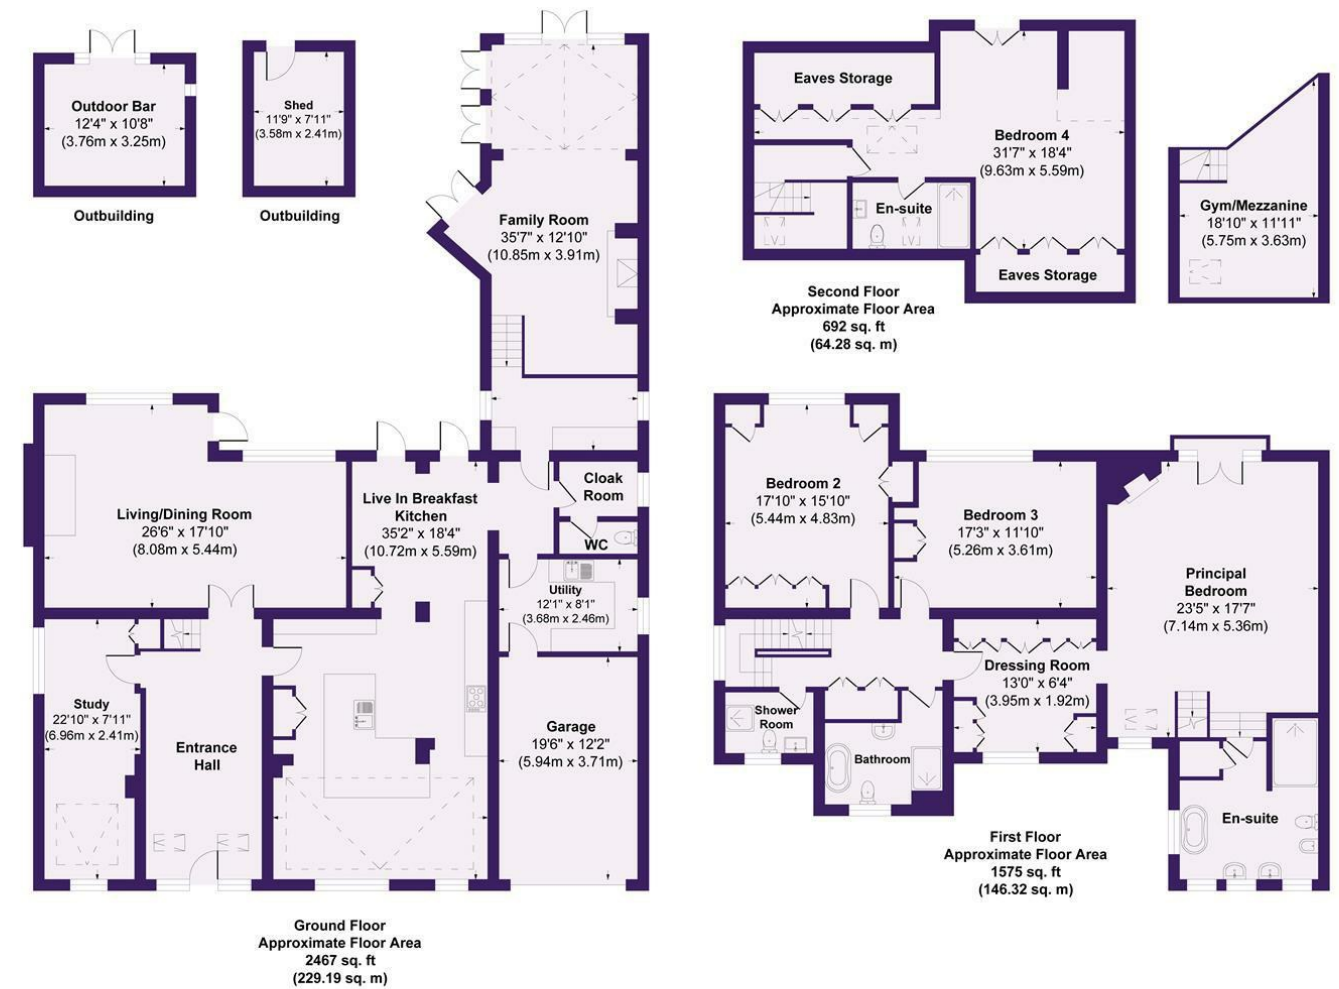 Outdoor Bar
12'4" x 10'8"
(3.76m x 3.25m)
Outbuilding
Shed
11'9" x 7'11"
(3.58m x 2.41m)
Outbuilding
Family Room
35'7" x 12'10"
(10.85m x 3.91m)
Living/Dining Room
26'6" x 17'10"
(8.08m x 5.44m)
Live In Breakfast
Kitchen
35'2" x 18'4"
(10.72m x 5.59m)
Cloak
Room
WC
Utility
12'1" x 8'1"
(3.68m x 2.46m)
Study
22'10" x 7'11"
(6.96m x 2.41m)
Entrance
Hall
Garage
19'6" x 12'2"
(5.94m x 3.71m)
Ground Floor
Approximate Floor Area
2467 sq. ft
(229.19 sq. m)
Eaves Storage
Bedroom 4
31'7" x 18'4"
(9.63m x 5.59m)
En-suite
Eaves Storage
Second Floor
Approximate Floor Area
692 sq. ft
(64.28 sq. m)
Gym/Mezzanine
18'10" x 11'11"
(5.75m x 3.63m)
Bedroom 2
17'10" x 15'10"
(5.44m x 4.83m)
Bedroom 3
17'3" x 11'10"
(5.26m x 3.61m)
Principal
Bedroom
23'5" x 17'7"
(7.14m x 5.36m)
Dressing Room
13'0" x 6'4"
(3.95m x 1.92m)
Shower
Room
Bathroom
En-suite
First Floor
Approximate Floor Area
1575 sq. ft
(146.32 sq. m)